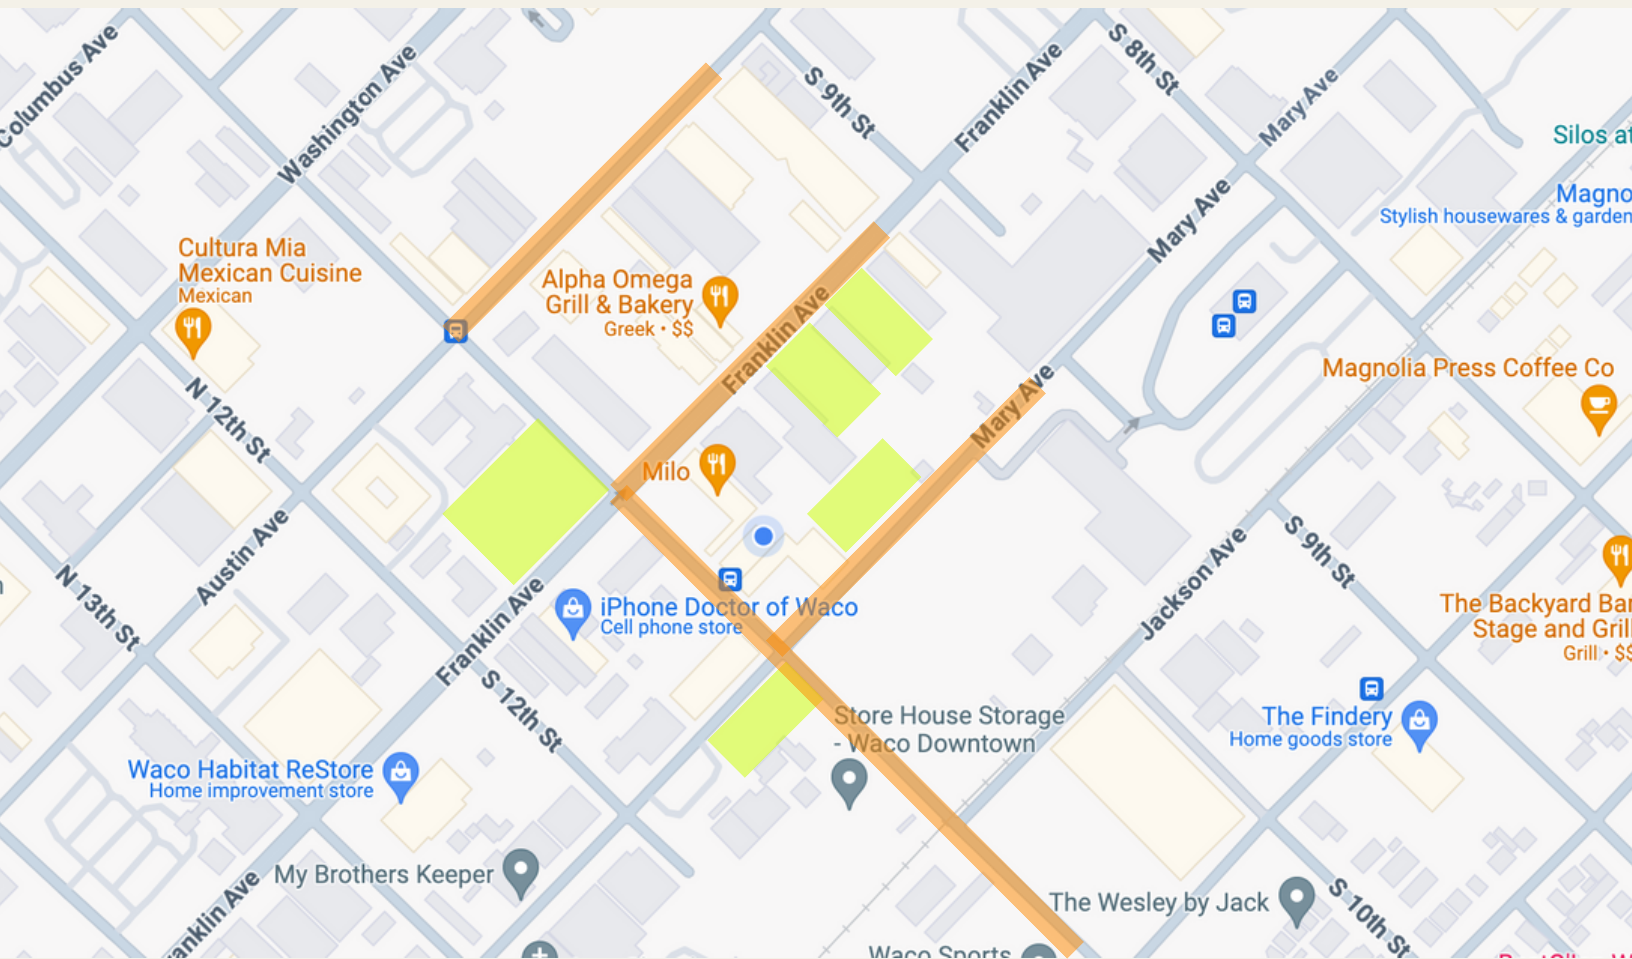 Columbus Ave
Washington Ave
S 9th St
Franklin Ave
S 8th St
Mary Ave
Silos at
Magno
Stylish housewares & garden
Mary Ave
Cultura Mia
Mexican Cuisine
Mexican
Alpha Omega
Grill & Bakery
Greek • $$
Franklin Ave
Magnolia Press Coffee Co
N 12th St
Mary Ave
Milo
Austin Ave
N 13th St
Franklin Ave
iPhone Doctor of Waco
Cell phone store
S 9th St
Jackson Ave
The Backyard Bar
Stage and Grill
Grill • $$
S 12th St
Store House Storage
- Waco Downtown
The Findery
Home goods store
Waco Habitat ReStore
Home improvement store
My Brothers Keeper
anklin Ave
The Wesley by Jack
S 10th St
Waco Sports